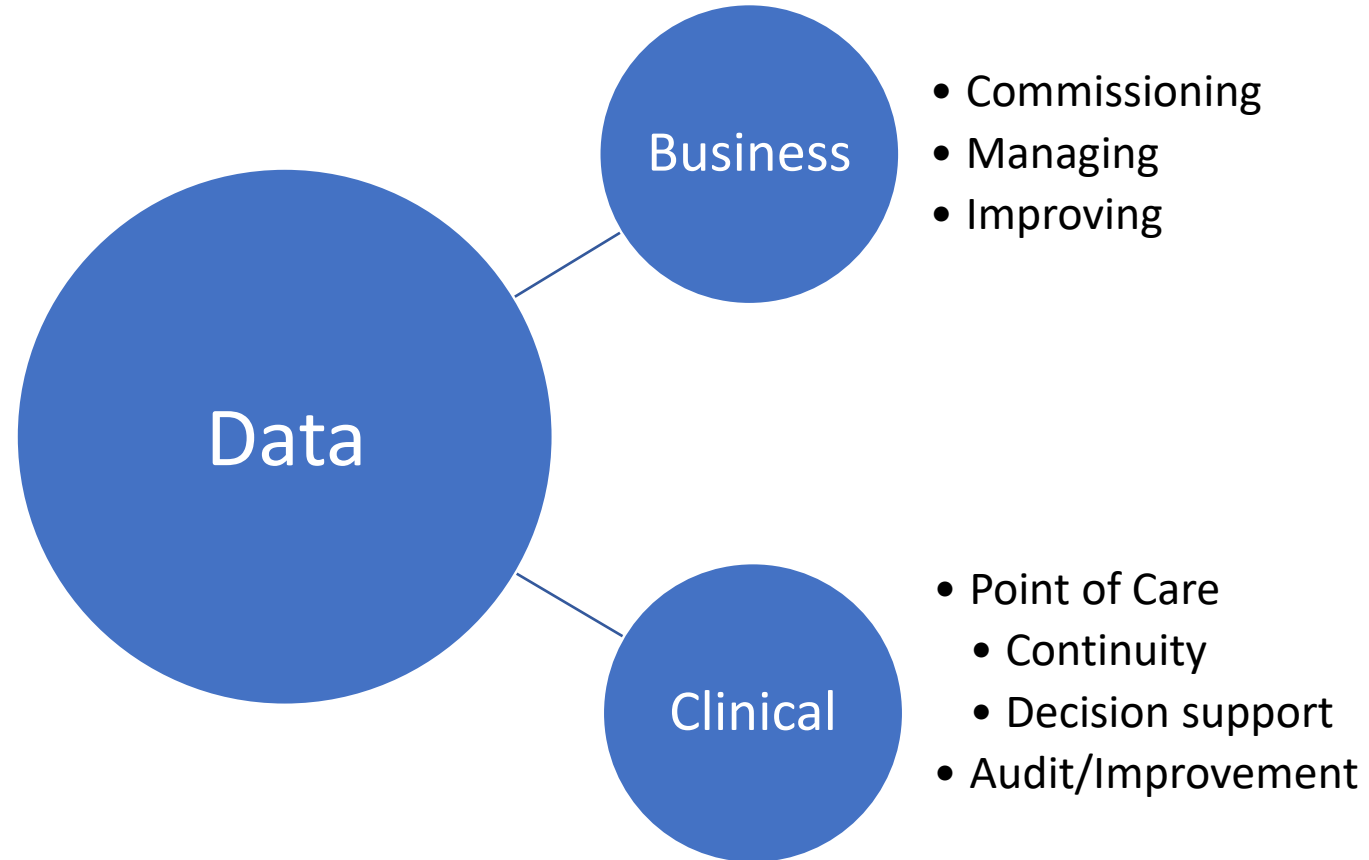 Data
Business
• Commissioning
• Managing
• Improving
Clinical
• Point of Care
• Continuity
• Decision support
• Audit/Improvement